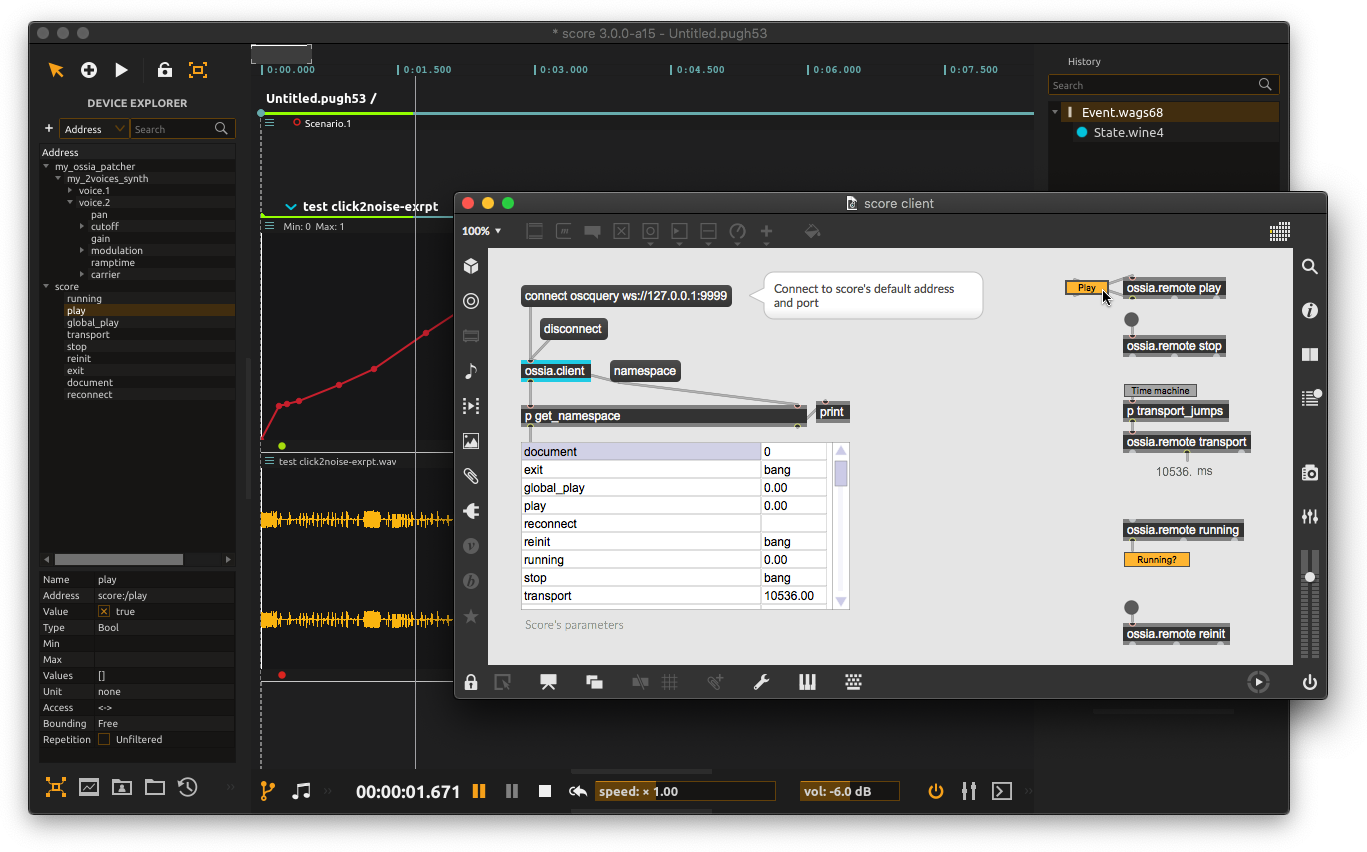 * score 3.0.0-a15 - Untitled.pugh53
DEVICE EXPLORER
+ Address Search
Address
my_ossia_patcher
my_2voices_synth
voice.1
voice.2
pan
cutoff
gain
modulation
ramptime
carrier
score
running
play
global_play
transport
stop
reinit
exit
document
reconnect
Name play
Address score:/play
Value true
Type Bool
Min
Max
Values []
Unit none
Access <->
Bounding Free
Repetition Unfiltered
0:00.000 0:01.500 0:03.000 0:04.500 0:06.000 0:07.500
Untitled.pugh53 /
Scenario.1
test click2noise-exrpt
Min: 0 Max: 1
test click2noise-exrpt.wav
00:00:01.671
speed: × 1.00
vol: -6.0 dB
History
Search
Event.wags68
State.wine4
score client
100%
connect oscquery ws://127.0.0.1:9999
Connect to score's default address
and port
disconnect
ossia.client
namespace
p get_namespace
print
document 0
exit bang
global_play 0.00
play 0.00
reconnect
reinit bang
running 0.00
stop bang
transport 10536.00
Score's parameters
Play
ossia.remote play
ossia.remote stop
Time machine
p transport_jumps
ossia.remote transport
10536. ms
ossia.remote running
Running?
ossia.remote reinit